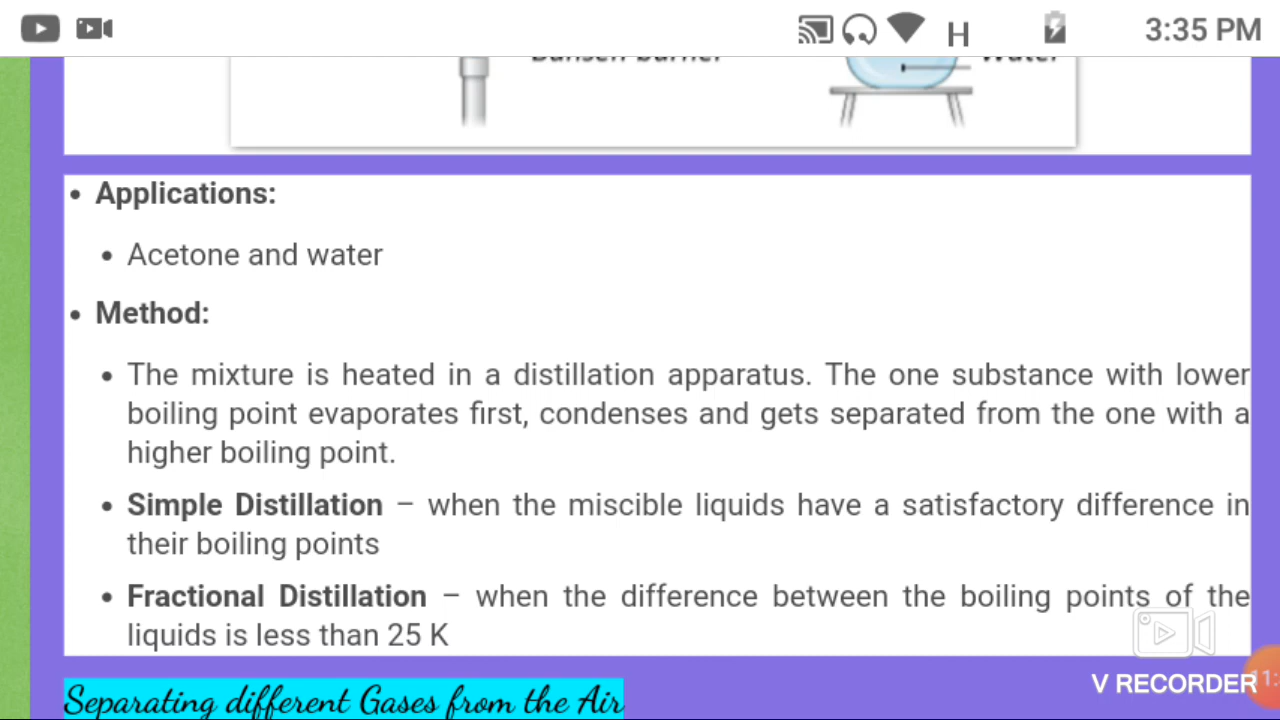 3:35 PM
H
Bunsen burner
Water
• Applications:
• Acetone and water
• Method:
• The mixture is heated in a distillation apparatus. The one substance with lower
boiling point evaporates first, condenses and gets separated from the one with a
higher boiling point.
• Simple Distillation – when the miscible liquids have a satisfactory difference in
their boiling points
• Fractional Distillation – when the difference between the boiling points of the
liquids is less than 25 K
V RECORDER
Separating different Gases from the Air